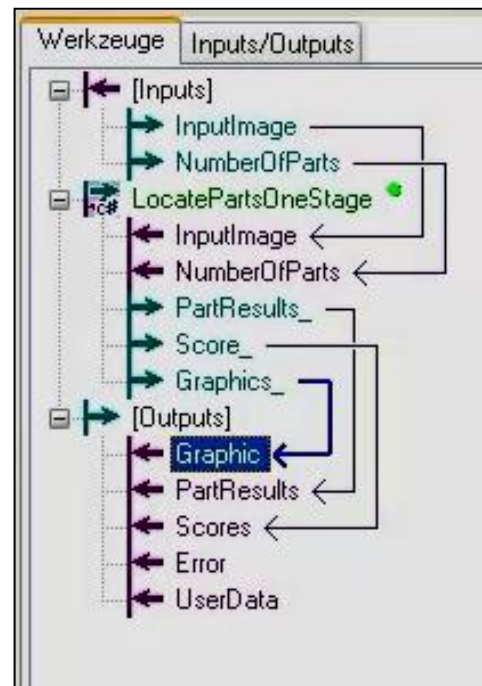 Werkzeuge Inputs/Outputs
[Inputs]
InputImage
NumberOfParts
c# LocatePartsOneStage
InputImage
NumberOfParts
PartResults_
Score_
Graphics_
[Outputs]
Graphic
PartResults
Scores
Error
UserData